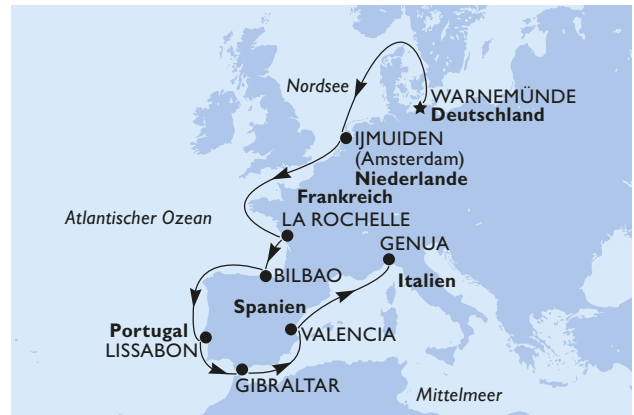 Nordsee
WARNEMÜNDE
Deutschland
IJMUIDEN
(Amsterdam)
Niederlande
Frankreich
Atlantischer Ozean
LA ROCHELLE
GENUA
BILBAO
Italien
Spanien
Portugal
VALENCIA
LISSABON
GIBRALTAR
Mittelmeer